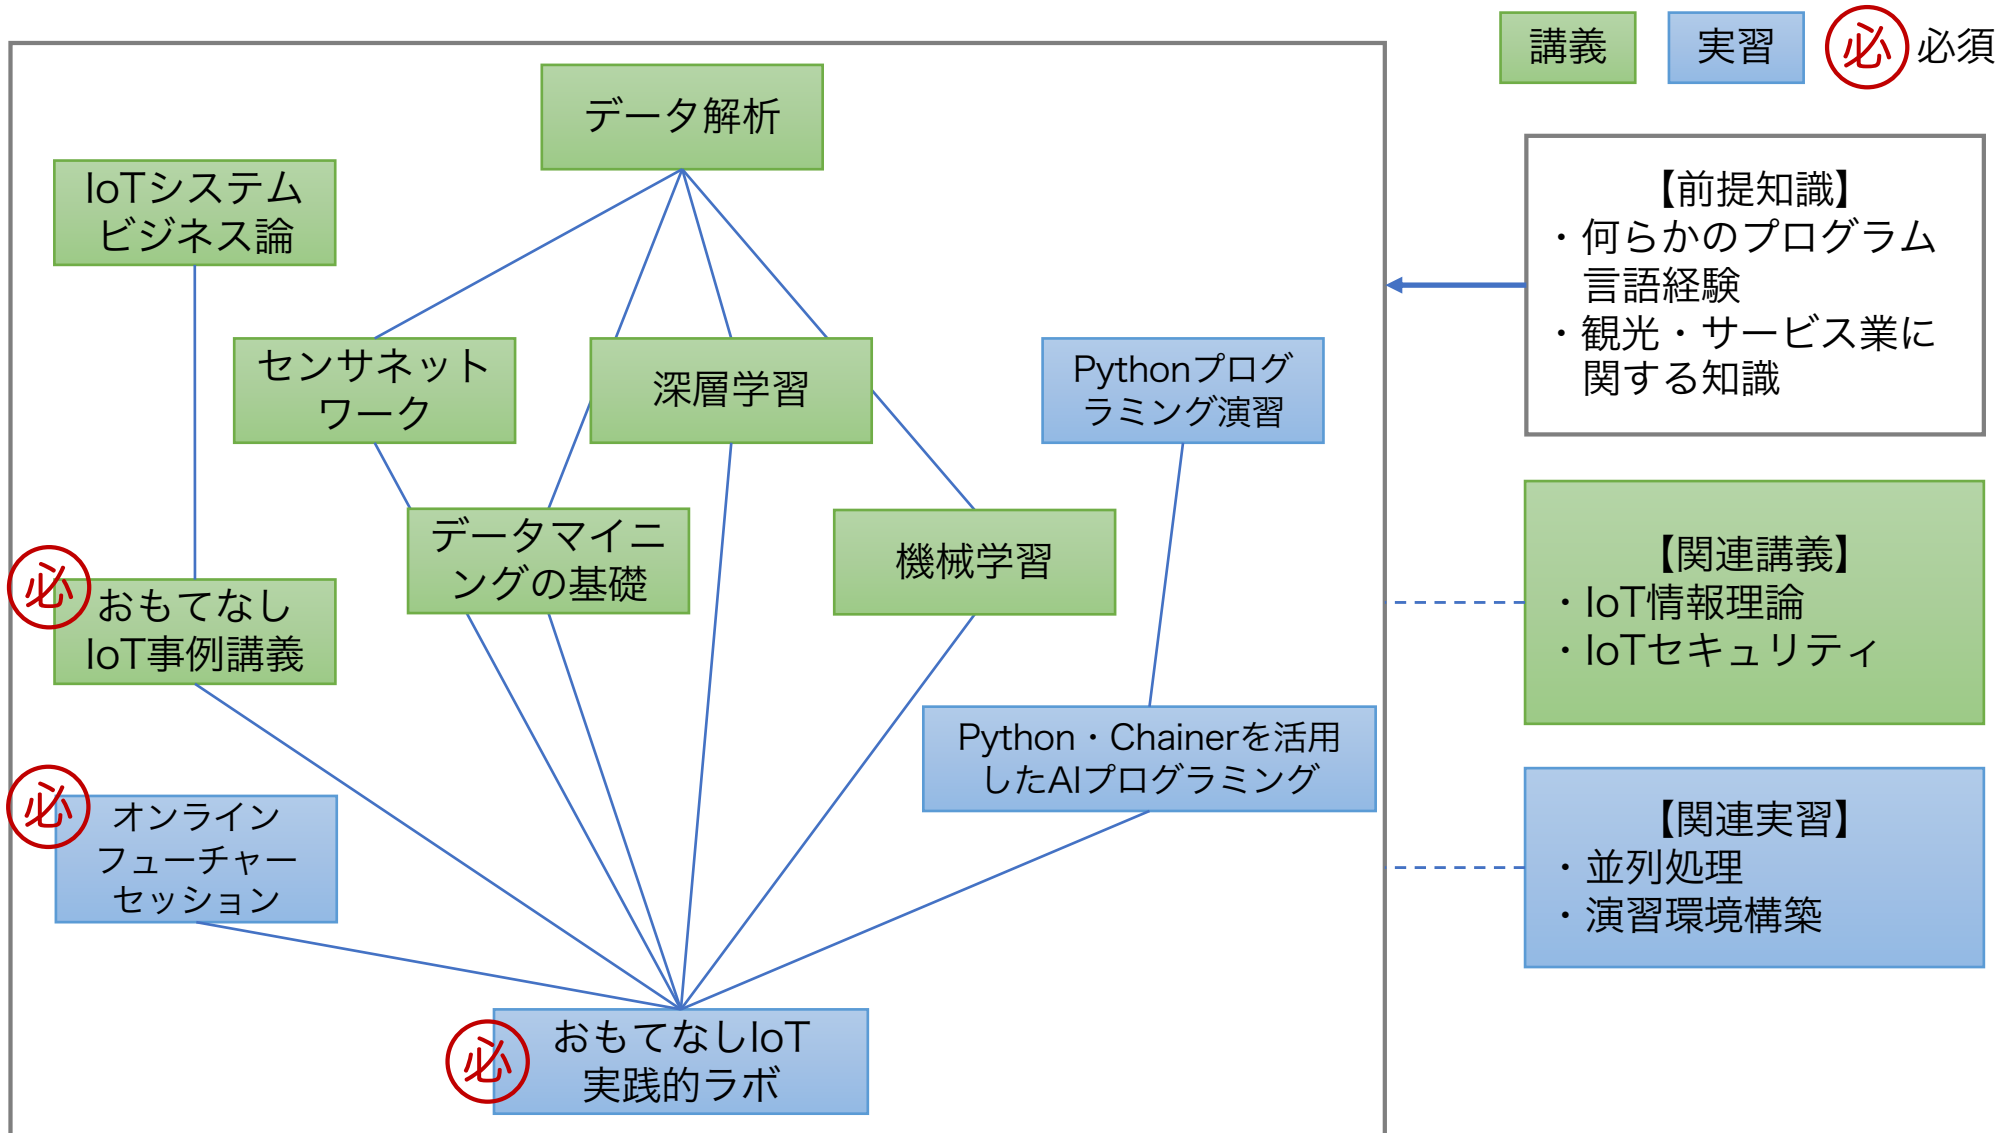 講義
実習
必
必須
データ解析
IoTシステム
ビジネス論
【前提知識】
・何らかのプログラム
言語経験
・観光・サービス業に
関する知識
センサネット
ワーク
深層学習
Pythonプログ
ラミング演習
データマイニ
ングの基礎
機械学習
必
おもてなし
IoT事例講義
【関連講義】
・IoT情報理論
・IoTセキュリティ
Python・Chainerを活用
したAIプログラミング
必
オンライン
フューチャー
セッション
【関連実習】
・並列処理
・演習環境構築
必
おもてなしIoT
実践的ラボ